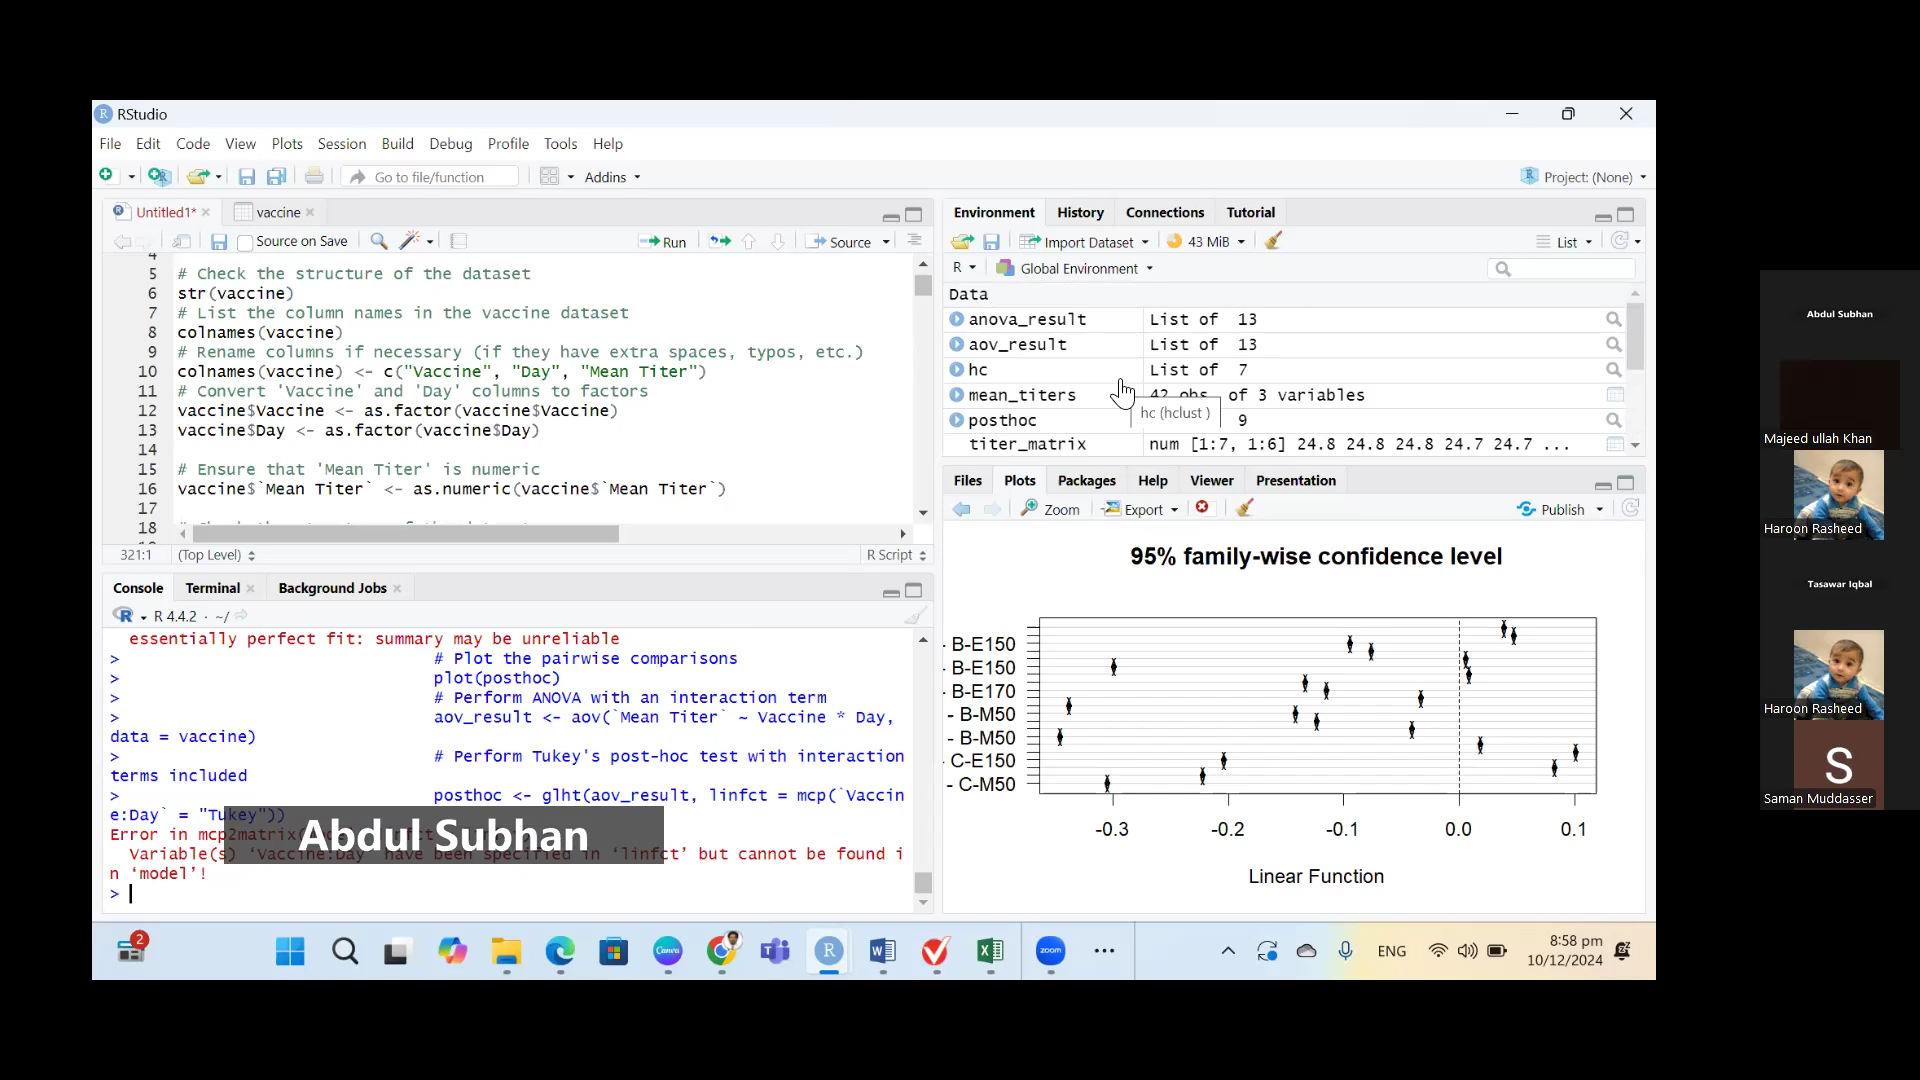 RStudio
File Edit Code View Plots Session Build Debug Profile Tools Help
Go to file/function Addins Project: (None)
Untitled1* vaccine
Source on Save Run Source
4
5 # Check the structure of the dataset
6 str(vaccine)
7 # List the column names in the vaccine dataset
8 colnames(vaccine)
9 # Rename columns if necessary (if they have extra spaces, typos, etc.)
10 colnames(vaccine) <- c("Vaccine", "Day", "Mean Titer")
11 # Convert 'Vaccine' and 'Day' columns to factors
12 vaccine$Vaccine <- as.factor(vaccine$Vaccine)
13 vaccine$Day <- as.factor(vaccine$Day)
14
15 # Ensure that 'Mean Titer' is numeric
16 vaccine$`Mean Titer` <- as.numeric(vaccine$`Mean Titer`)
17
18
321:1 (Top Level) R Script
Console Terminal Background Jobs
R 4.4.2 · ~/
essentially perfect fit: summary may be unreliable
> # Plot the pairwise comparisons
> plot(posthoc)
> # Perform ANOVA with an interaction term
> aov_result <- aov(`Mean Titer` ~ Vaccine * Day,
data = vaccine)
> # Perform Tukey's post-hoc test with interaction
terms included
> posthoc <- glht(aov_result, linfct = mcp(`Vaccin
e:Day` = "Tukey"))
Error in mcp2matrix(
Variable(s) ‘Vaccine:Day’ have been specified in ‘linfct’ but cannot be found i
n ‘model’!
>
Abdul Subhan
Environment History Connections Tutorial
Import Dataset 43 MiB List
R Global Environment
Data
anova_result List of 13
aov_result List of 13
hc List of 7
mean_titers 42 obs. of 3 variables
posthoc 9
hc (hclust )
titer_matrix num [1:7, 1:6] 24.8 24.8 24.8 24.7 24.7 ...
Files Plots Packages Help Viewer Presentation
Zoom Export Publish
95% family-wise confidence level
- B-E150
- B-E150
- B-E170
- B-M50
- B-M50
- C-E150
- C-M50
-0.3 -0.2 -0.1 0.0 0.1
Linear Function
2
Canva
zoom
ENG
8:58 pm
10/12/2024
Abdul Subhan
Majeed ullah Khan
Haroon Rasheed
Tasawar Iqbal
Haroon Rasheed
S
Saman Muddasser